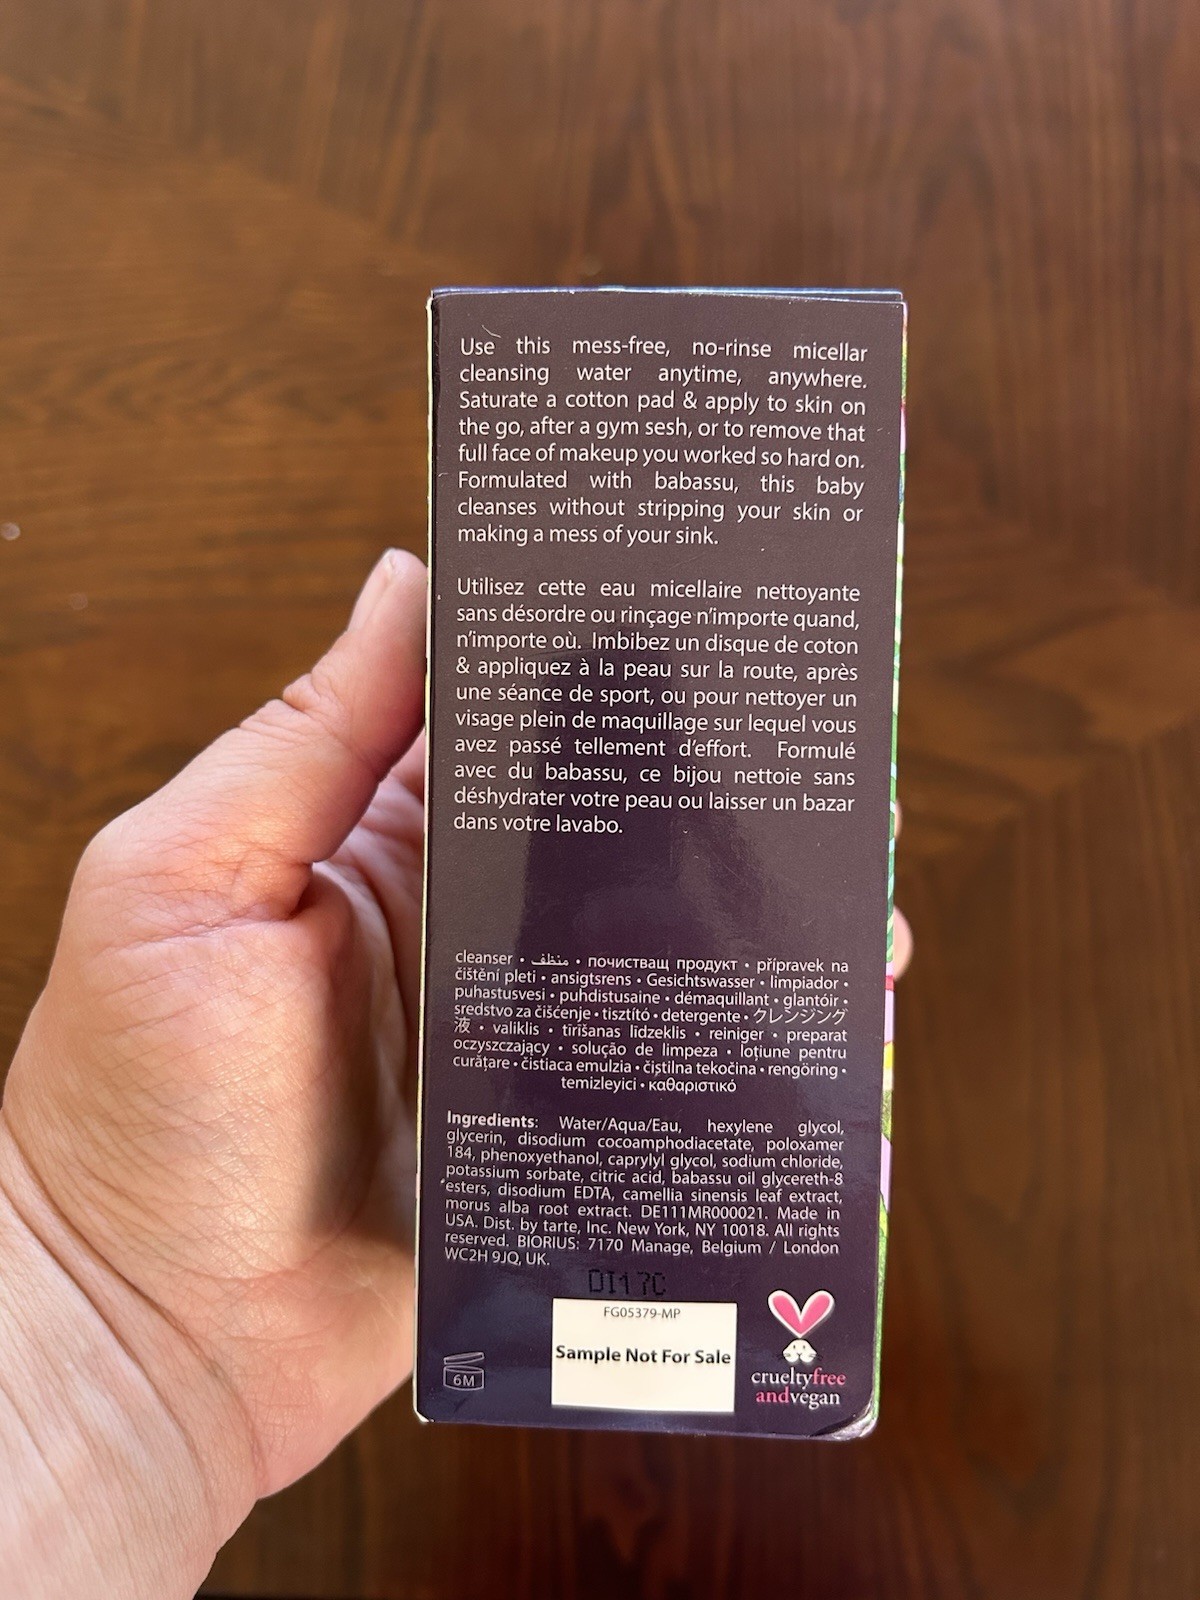 Use this mess-free, no-rinse micellar
cleansing water anytime, anywhere.
Saturate a cotton pad & apply to skin on
the go, after a gym sesh, or to remove that
full face of makeup you worked so hard on.
Formulated with babassu, this baby
cleanses without stripping your skin or
making a mess of your sink.
Utilisez cette eau micellaire nettoyante
sans désordre ou rinçage n'importe quand,
n'importe où. Imbibez un disque de coton
& appliquez à la peau sur la route, après
une séance de sport, ou pour nettoyer un
visage plein de maquillage sur lequel vous
avez passé tellement d'effort. Formulé
avec du babassu, ce bijou nettoie sans
déshydrater votre peau ou laisser un bazar
dans votre lavabo.
cleanser • منظف • почистващ продукт • přípravek na
čištění pleti • ansigtsrens • Gesichtswasser • limpiador •
puhastusvesi • puhdistusaine • démaquillant • glantóir •
sredstvo za čišćenje • tisztító • detergente • クレンジング
液 • valiklis • tīrīšanas līdzeklis • reiniger • preparat
oczyszczający • solução de limpeza • loțiune pentru
curățare • čistiaca emulzia • čistilna tekočina • rengöring •
temizleyici • καθαριστικό
Ingredients: Water/Aqua/Eau, hexylene glycol,
glycerin, disodium cocoamphodiacetate, poloxamer
184, phenoxyethanol, caprylyl glycol, sodium chloride,
potassium sorbate, citric acid, babassu oil glycereth-8
esters, disodium EDTA, camellia sinensis leaf extract,
morus alba root extract. DE111MR000021. Made in
USA. Dist. by tarte, Inc. New York, NY 10018. All rights
reserved. BIORIUS: 7170 Manage, Belgium / London
WC2H 9JQ, UK.
DI17C
FG05379-MP
Sample Not For Sale
6M
crueltyfree
andvegan